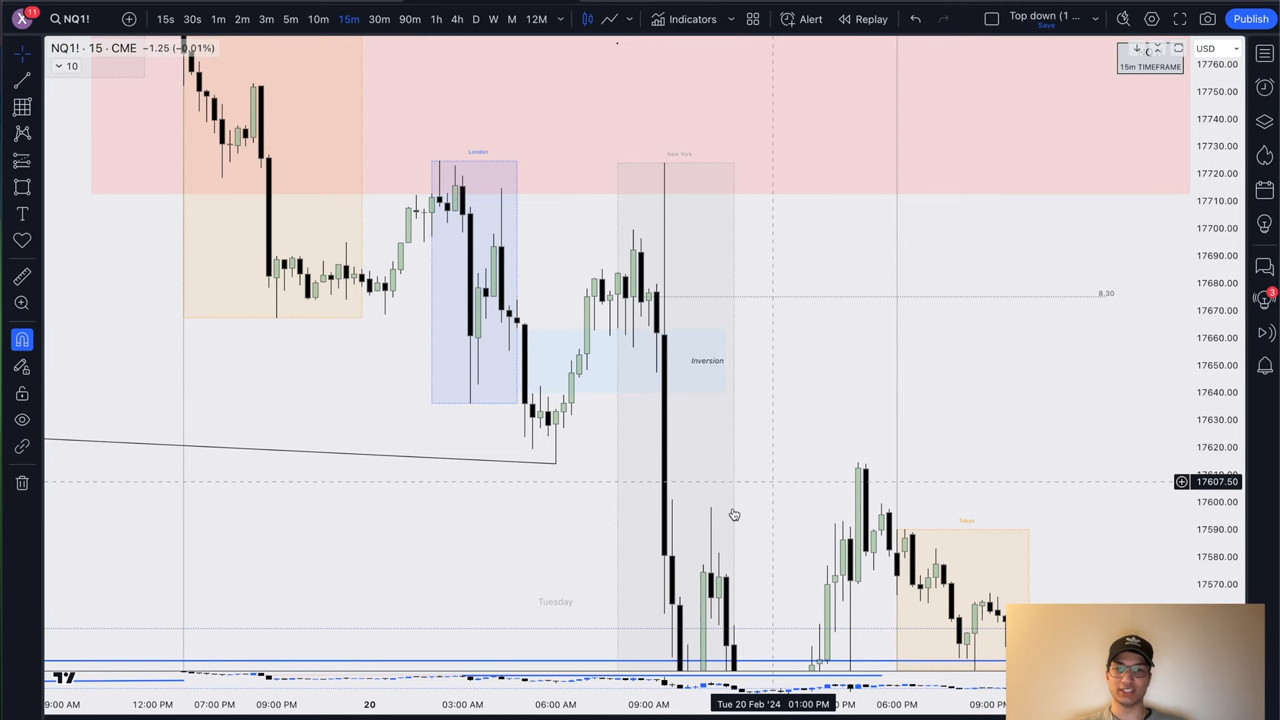 X 11
NQ1!
15s 30s 1m 2m 3m 5m 10m 15m 30m 90m 1h 4h D W M 12M
Indicators
Alert
Replay
Top down (1 ...
Save
Publish
NQ1! · 15 · CME −1.25 (−0.01%)
10
USD
15m TIMEFRAME
17760.00
17750.00
17740.00
17730.00
17720.00
17710.00
17700.00
17690.00
17680.00
17670.00
17660.00
17650.00
17640.00
17630.00
17620.00
17607.50
17600.00
17590.00
17580.00
17570.00
London
New York
8.30
Inversion
3
Tokyo
Tuesday
9:00 AM 12:00 PM 09:00 PM 20 03:00 AM 06:00 AM 09:00 AM Tue 20 Feb '24 01:00 PM PM 06:00 PM 09:00 PM